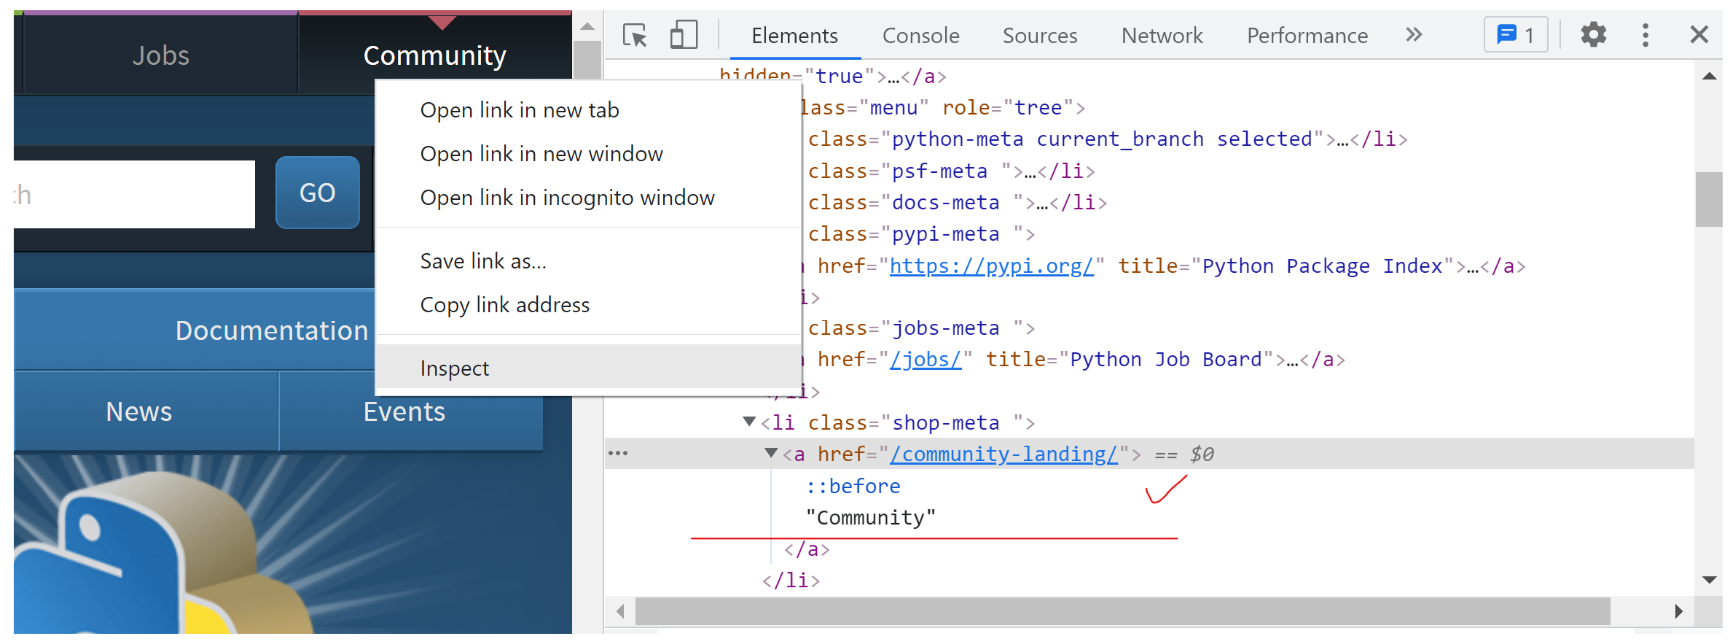 Jobs
Community
ch
GO
Documentation
News
Events
Open link in new tab
Open link in new window
Open link in incognito window
Save link as...
Copy link address
Inspect
Elements
Console
Sources
Network
Performance
»
1
hidden="true">…</a>
lass="menu" role="tree">
class="python-meta current_branch selected">…</li>
class="psf-meta ">…</li>
class="docs-meta ">…</li>
class="pypi-meta ">
href="https://pypi.org/" title="Python Package Index">…</a>
i>
class="jobs-meta ">
href="/jobs/" title="Python Job Board">…</a>
</li>
<li class="shop-meta ">
<a href="/community-landing/"> == $0
::before
"Community"
</a>
</li>